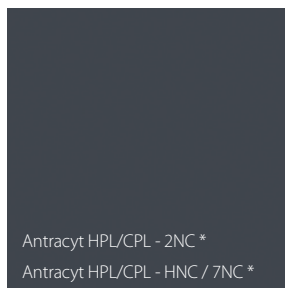 Antracyt HPL/CPL - 2NC *
Antracyt HPL/CPL - HNC / 7NC *